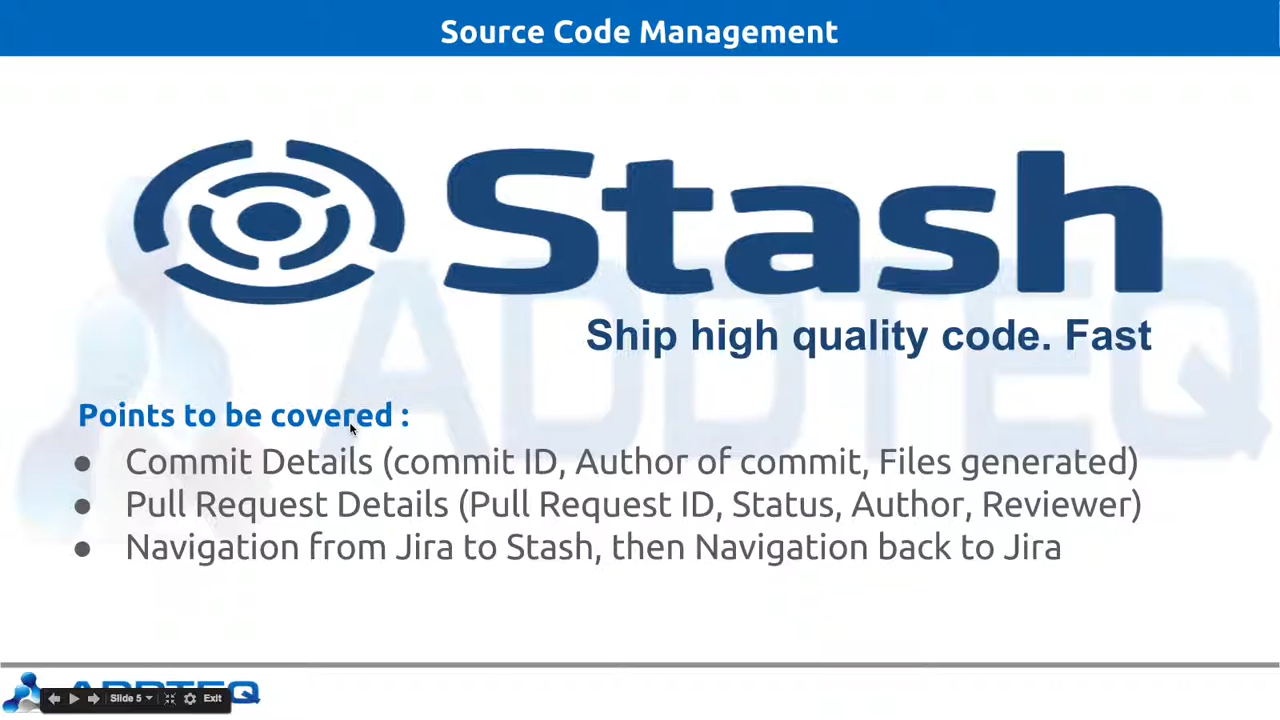 Source Code Management
Stash
Ship high quality code. Fast
ADDTEQ
Points to be covered :
● Commit Details (commit ID, Author of commit, Files generated)
● Pull Request Details (Pull Request ID, Status, Author, Reviewer)
● Navigation from Jira to Stash, then Navigation back to Jira
ADDTEQ
Slide 5
Exit